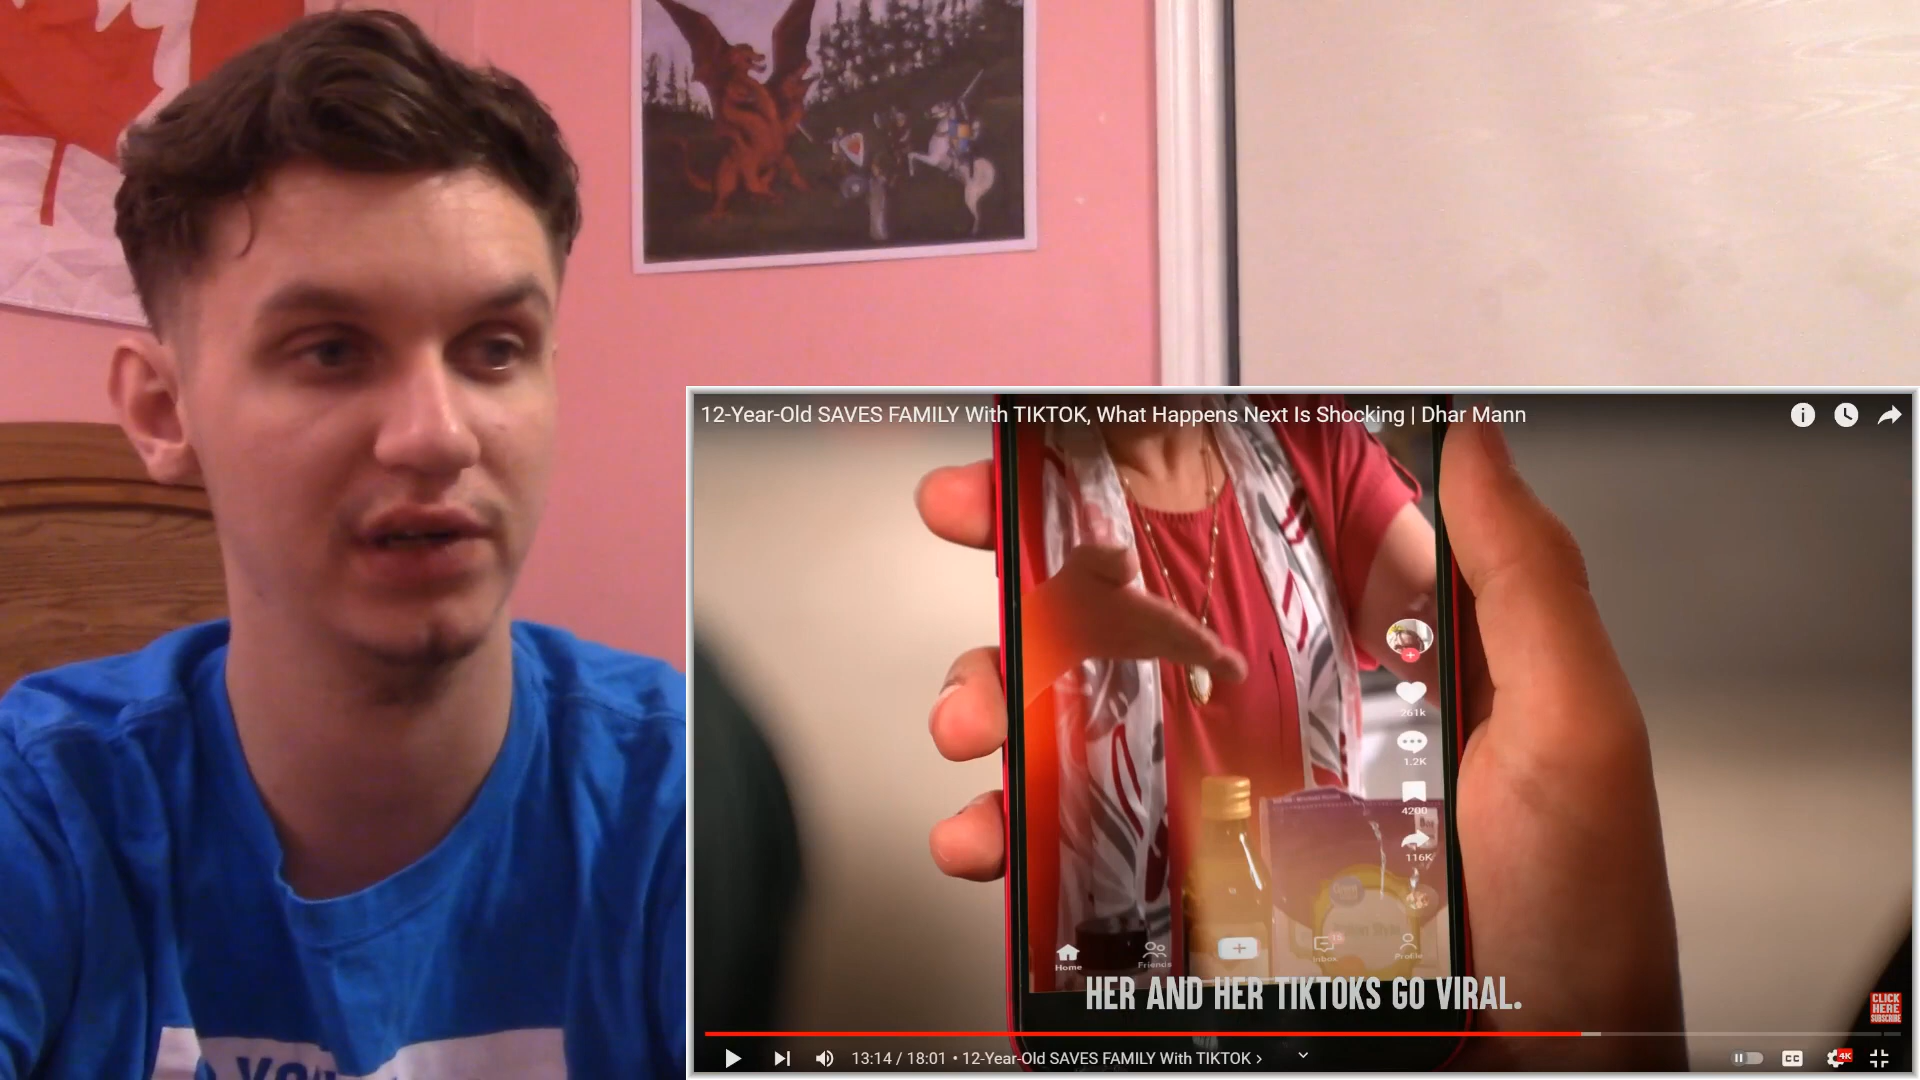 12-Year-Old SAVES FAMILY With TIKTOK, What Happens Next Is Shocking | Dhar Mann
261k
1.2K
4200
116K
Home
Friends
Inbox
15
Profile
HER AND HER TIKTOKS GO VIRAL.
CLICK
HERE
SUBSCRIBE
13:14 / 18:01 • 12-Year-Old SAVES FAMILY With TIKTOK ›
CC
4K